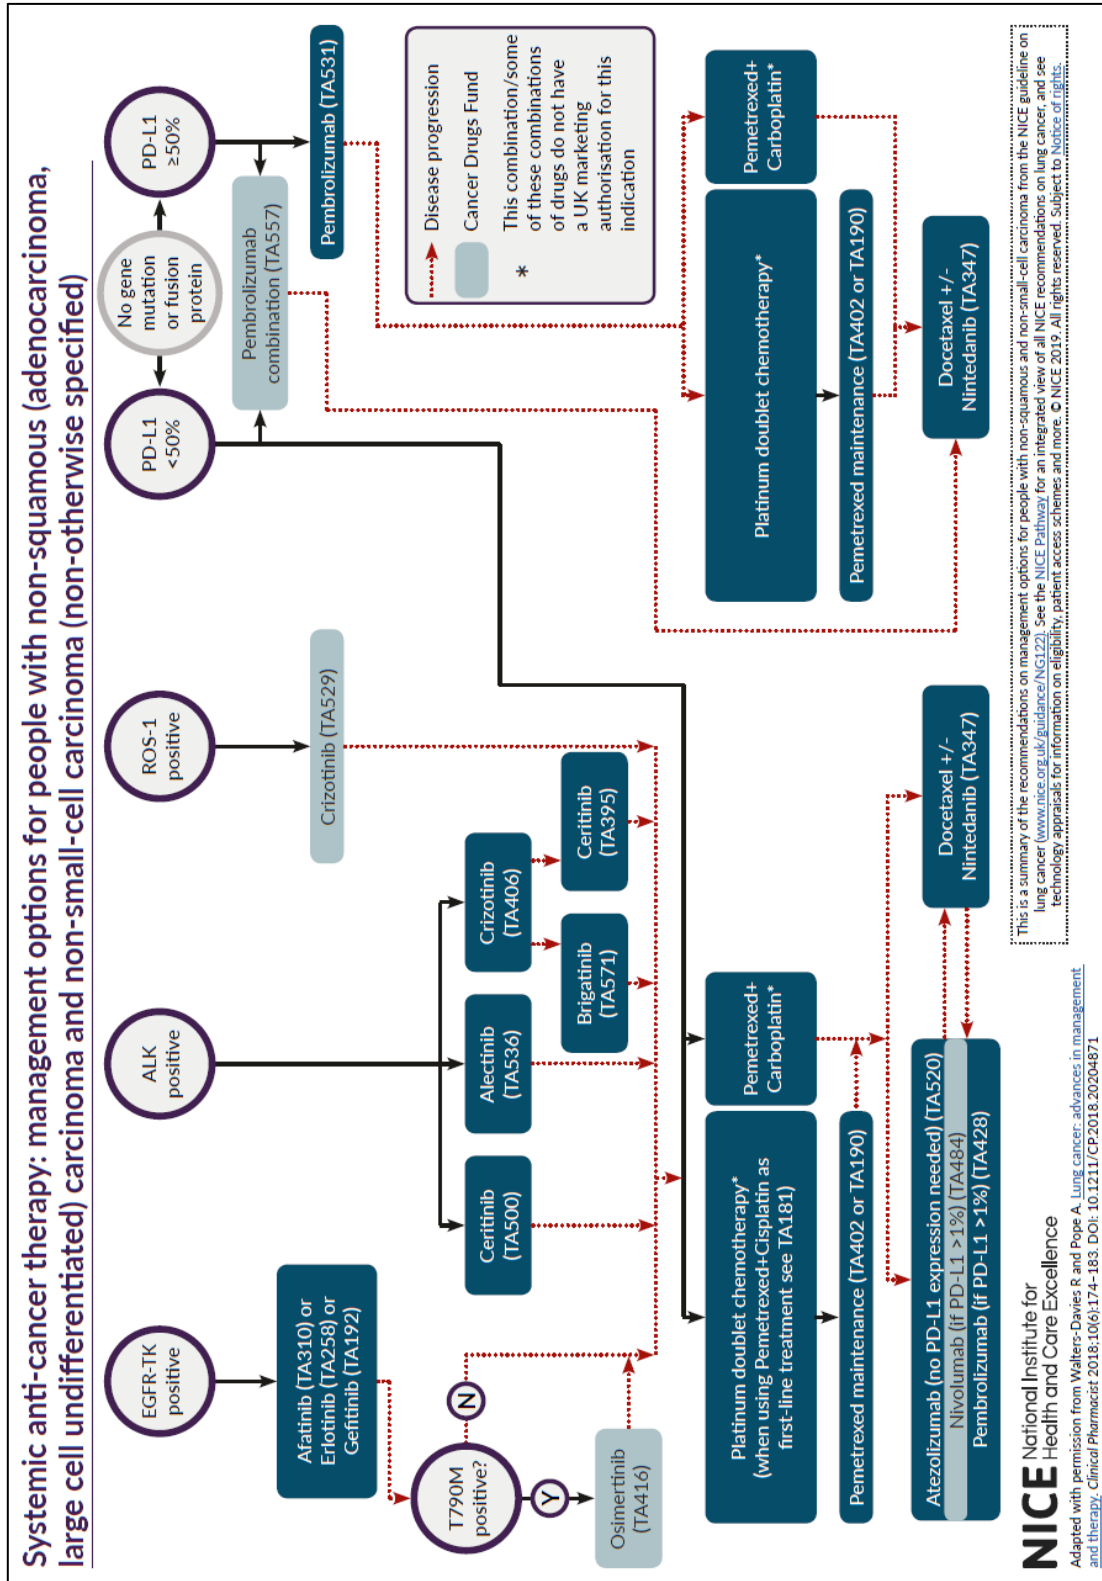 Systemic anti-cancer therapy: management options for people with non-squamous (adenocarcinoma,
large cell undifferentiated) carcinoma and non-small-cell carcinoma (non-otherwise specified)
EGFR-TK
positive
ALK
positive
ROS-1
positive
PD-L1
<50%
No gene
mutation
or fusion
protein
PD-L1
≥50%
Afatinib (TA310) or
Erlotinib (TA258) or
Gefitinib (TA192)
T790M
positive?
N
Y
Osimertinib
(TA416)
Ceritinib
(TA500)
Alectinib
(TA536)
Crizotinib
(TA406)
Brigatinib
(TA571)
Ceritinib
(TA395)
Crizotinib (TA529)
Pembrolizumab
combination (TA557)
Pembrolizumab (TA531)
Disease progression
Cancer Drugs Fund
* This combination/some
of these combinations
of drugs do not have
a UK marketing
authorisation for this
indication
Platinum doublet chemotherapy*
(when using Pemetrexed+Cisplatin as
first-line treatment see TA181)
Pemetrexed+
Carboplatin*
Pemetrexed maintenance (TA402 or TA190)
Atezolizumab (no PD-L1 expression needed) (TA520)
Nivolumab (if PD-L1 >1%) (TA484)
Pembrolizumab (if PD-L1 >1%) (TA428)
Docetaxel +/-
Nintedanib (TA347)
Platinum doublet chemotherapy*
Pemetrexed+
Carboplatin*
Pemetrexed maintenance (TA402 or TA190)
Docetaxel +/-
Nintedanib (TA347)
NICE National Institute for
Health and Care Excellence
Adapted with permission from Walters-Davies R and Pope A. Lung cancer: advances in management
and therapy. Clinical Pharmacist 2018;10(6):174–183. DOI: 10.1211/CP.2018.20204871
This is a summary of the recommendations on management options for people with non-squamous and non-small-cell carcinoma from the NICE guideline on
lung cancer (www.nice.org.uk/guidance/NG122). See the NICE Pathway for an integrated view of all NICE recommendations on lung cancer, and see
technology appraisals for information on eligibility, patient access schemes and more. © NICE 2019. All rights reserved. Subject to Notice of rights.